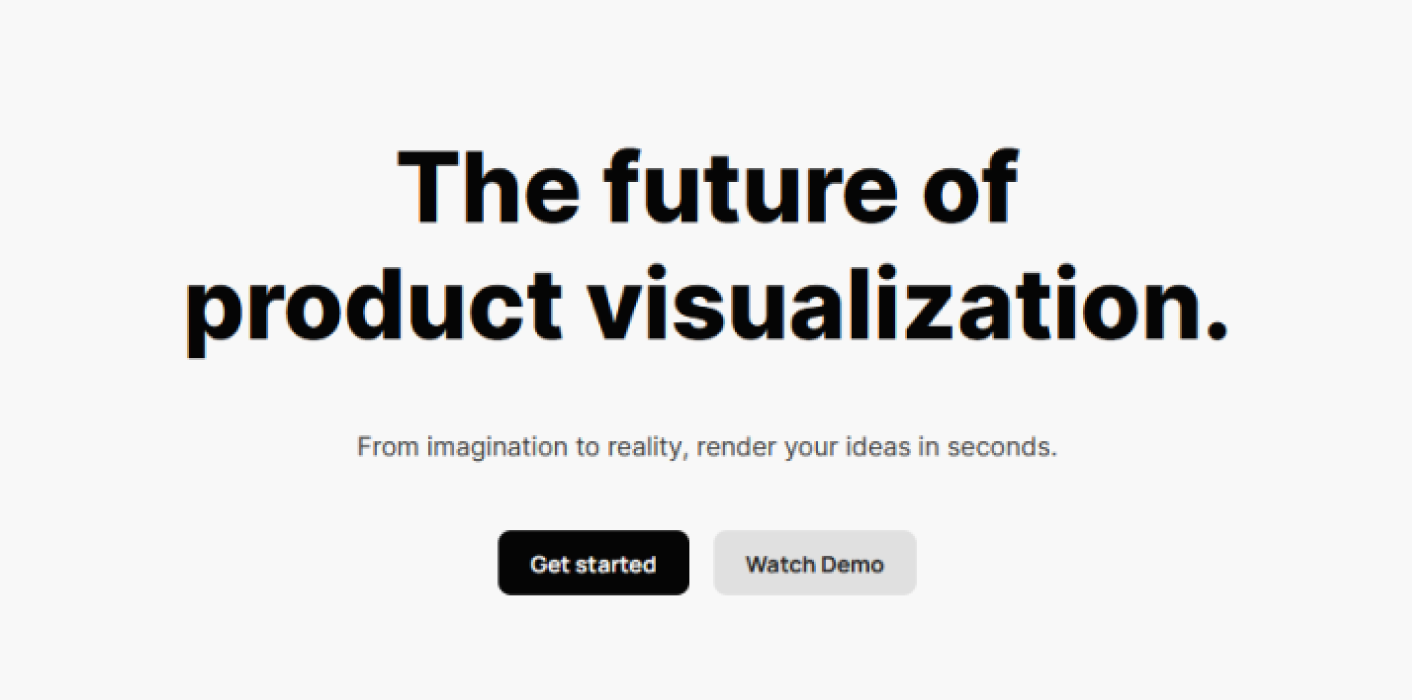 The future of
product visualization.
From imagination to reality, render your ideas in seconds.
Get started
Watch Demo